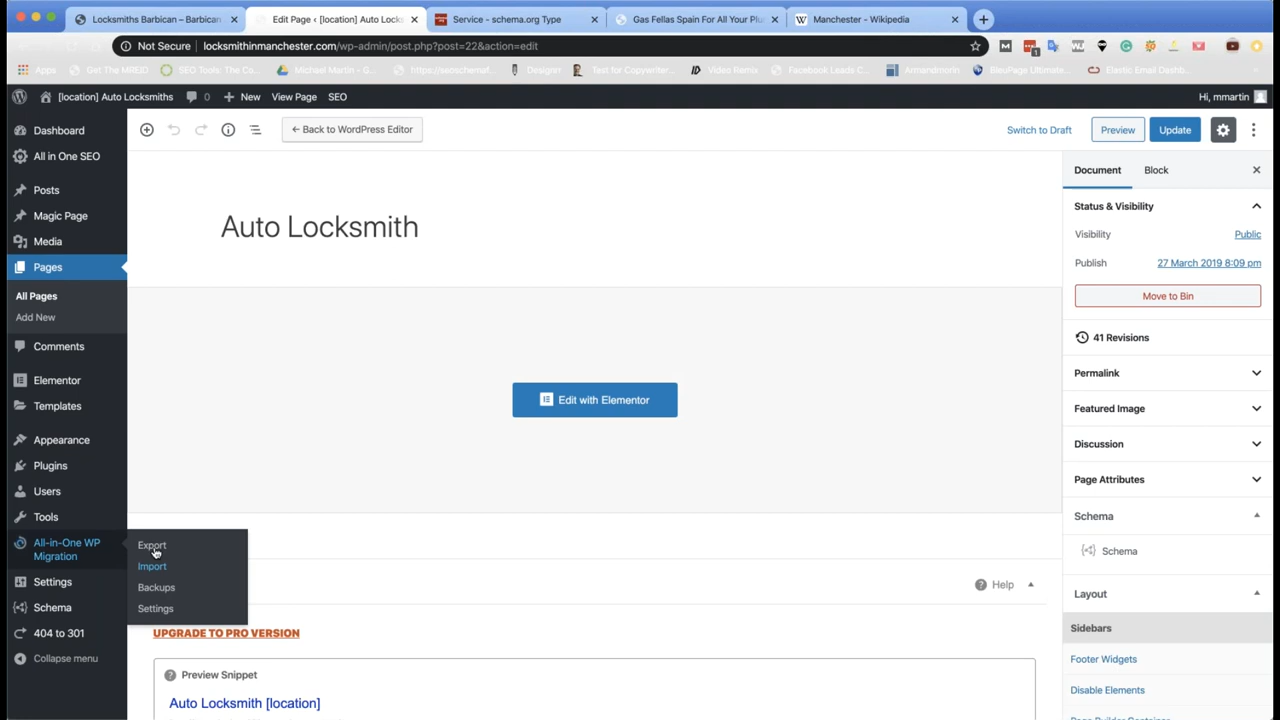 Locksmiths Barbican – Barbican
Edit Page ‹ [location] Auto Locks
Service - schema.org Type
Gas Fellas Spain For All Your Plu
Manchester - Wikipedia
Not Secure
locksmithinmanchester.com/wp-admin/post.php?post=22&action=edit
Apps
Girl The MREID
SEO Tools: The Co...
Michael Martin - G...
https://seoschemaf...
Designrr
Test for Copywriter...
Video Remix
Facebook Leads C...
Armandmorin
BleuPage Ultimate...
Elastic Email Dashb...
[location] Auto Locksmiths
0
New
View Page
SEO
Hi, mmartin
Dashboard
All in One SEO
Posts
Magic Page
Media
Pages
All Pages
Add New
Comments
Elementor
Templates
Appearance
Plugins
Users
Tools
All-in-One WP
Migration
Settings
Schema
404 to 301
Collapse menu
Export
Import
Backups
Settings
← Back to WordPress Editor
Switch to Draft
Preview
Update
Auto Locksmith
Edit with Elementor
Help
UPGRADE TO PRO VERSION
Preview Snippet
Auto Locksmith [location]
Document
Block
Status & Visibility
Visibility
Public
Publish
27 March 2019 8:09 pm
Move to Bin
41 Revisions
Permalink
Featured Image
Discussion
Page Attributes
Schema
Schema
Layout
Sidebars
Footer Widgets
Disable Elements